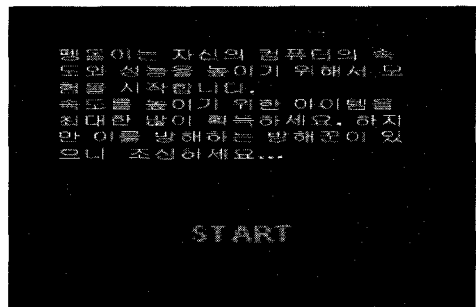 펭돌이는 자신의 컴퓨터의 속
도와 성능을 높이기 위해서 모
험을 시작합니다.
속도를 높이기 위한 아이템을
최대한 많이 획득하세요. 하지
만 이를 방해하는 방해꾼이 있
으니 조심하세요...
START